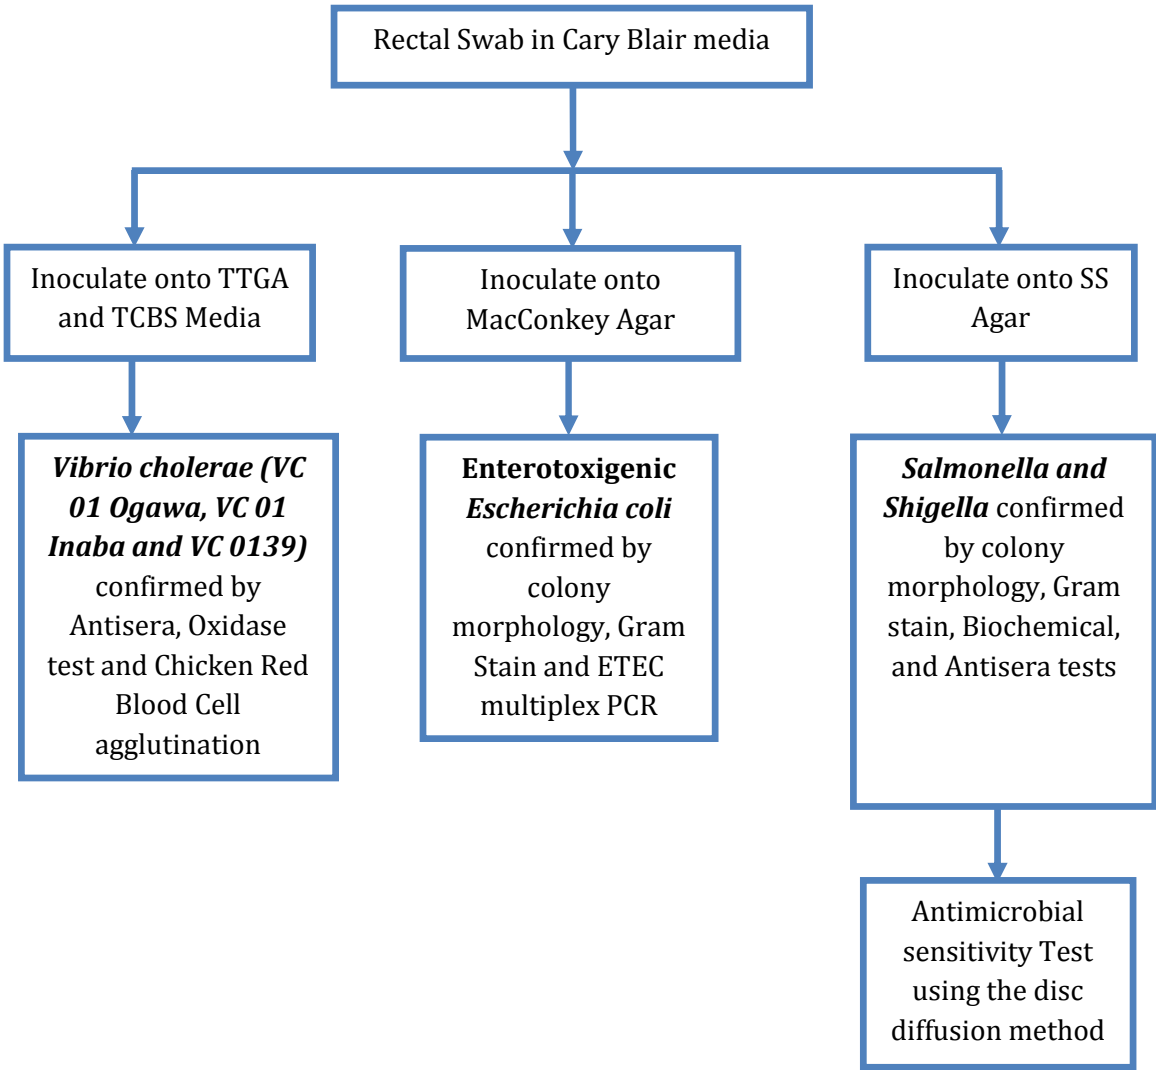 Rectal Swab in Cary Blair media
Inoculate onto TTGA
and TCBS Media
Inoculate onto
MacConkey Agar
Inoculate onto SS
Agar
Vibrio cholerae (VC
01 Ogawa, VC 01
Inaba and VC 0139)
confirmed by
Antisera, Oxidase
test and Chicken Red
Blood Cell
agglutination
Enterotoxigenic
Escherichia coli
confirmed by
colony
morphology, Gram
Stain and ETEC
multiplex PCR
Salmonella and
Shigella confirmed
by colony
morphology, Gram
stain, Biochemical,
and Antisera tests
Antimicrobial
sensitivity Test
using the disc
diffusion method